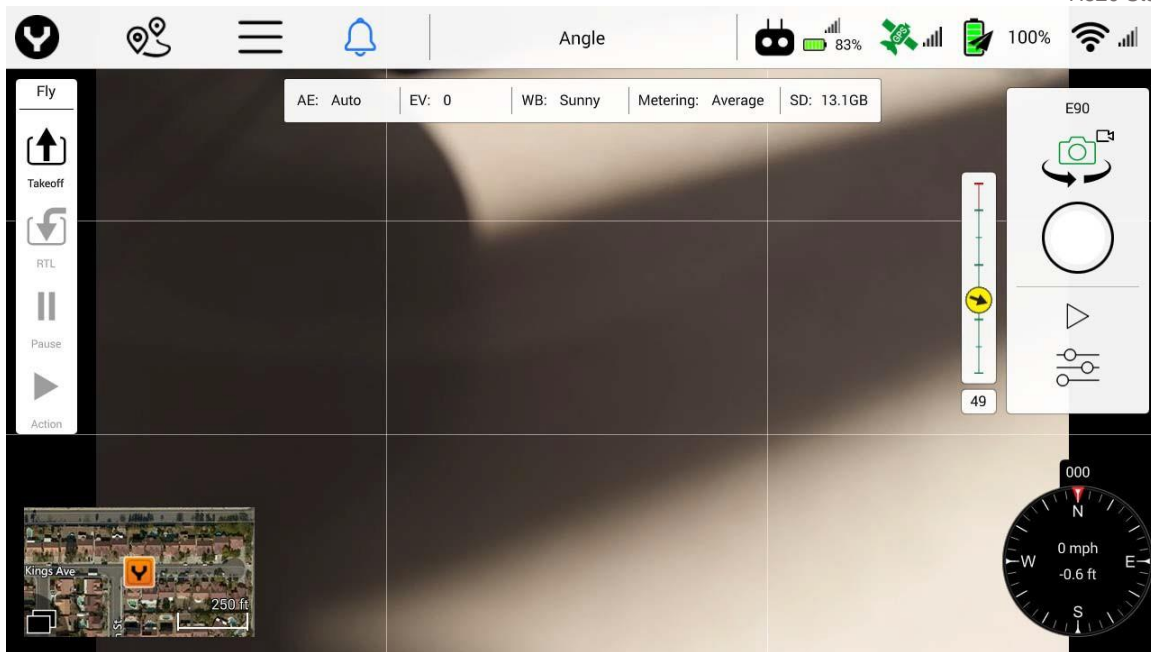 Angle
83%
100%
Fly
Takeoff
RTL
Pause
Action
AE: Auto EV: 0 WB: Sunny Metering: Average SD: 13.1GB
E90
49
GPS
Kings Ave
250 ft
000
N
W E
S
0 mph
-0.6 ft